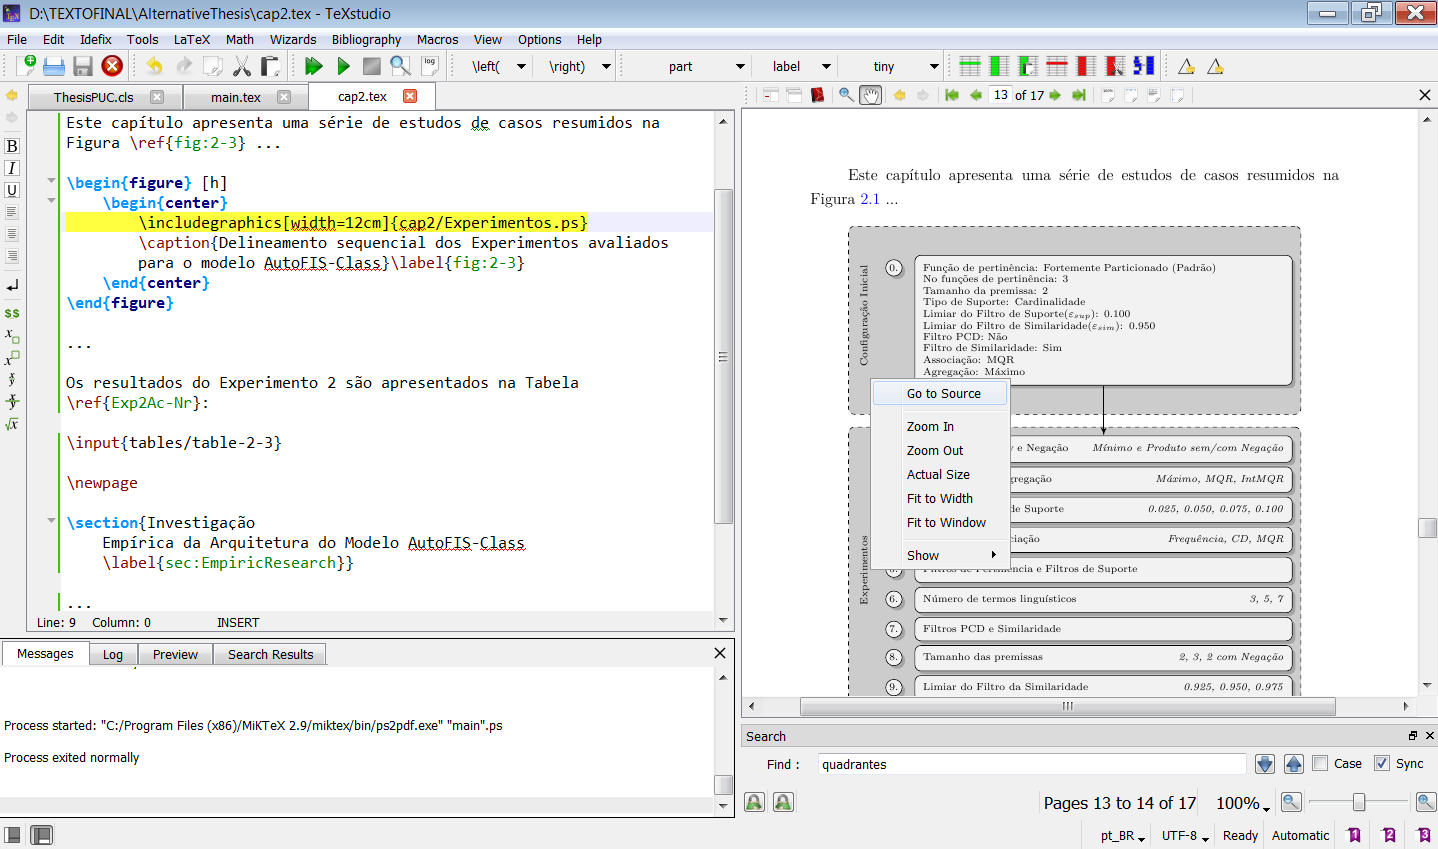 D:\TEXTOFINAL\AlternativeThesis\cap2.tex - TeXstudio
File Edit Idefix Tools LaTeX Math Wizards Bibliography Macros View Options Help
log \left( \right) part label tiny
ThesisPUC.cls main.tex cap2.tex
13 of 17
Este capítulo apresenta uma série de estudos de casos resumidos na
Figura \ref{fig:2-3} ...
\begin{figure} [h]
\begin{center}
\includegraphics[width=12cm]{cap2/Experimentos.ps}
\caption{Delineamento sequencial dos Experimentos avaliados
para o modelo AutoFIS-Class}\label{fig:2-3}
\end{center}
\end{figure}
...
Os resultados do Experimento 2 são apresentados na Tabela
\ref{Exp2Ac-Nr}:
\input{tables/table-2-3}
\newpage
\section{Investigação
Empírica da Arquitetura do Modelo AutoFIS-Class
\label{sec:EmpiricResearch}}
...
Line: 9 Column: 0 INSERT
B
I
U
$$
Messages Log Preview Search Results
Process started: "C:/Program Files (x86)/MiKTeX 2.9/miktex/bin/ps2pdf.exe" "main".ps
Process exited normally
Este capítulo apresenta uma série de estudos de casos resumidos na
Figura 2.1 ...
Configuração Inicial
0.
Função de pertinência: Fortemente Particionado (Padrão)
No funções de pertinência: 3
Tamanho da premissa: 2
Tipo de Suporte: Cardinalidade
Limiar do Filtro de Suporte(εsup): 0.100
Limiar do Filtro de Similaridade(εsim): 0.950
Filtro PCD: Não
Filtro de Similaridade: Sim
Associação: MQR
Agregação: Máximo
Go to Source
Zoom In
Zoom Out
Actual Size
Fit to Width
Fit to Window
Show
Experimentos
e Negação Mínimo e Produto sem/com Negação
gregação Máximo, MQR, IntMQR
de Suporte 0.025, 0.050, 0.075, 0.100
ciação Frequência, CD, MQR
Filtros de Pertinência e Filtros de Suporte
6. Número de termos linguísticos 3, 5, 7
7. Filtros PCD e Similaridade
8. Tamanho das premissas 2, 3, 2 com Negação
9. Limiar do Filtro da Similaridade 0.925, 0.950, 0.975
Search
Find : quadrantes Case Sync
Pages 13 to 14 of 17 100%
pt_BR UTF-8 Ready Automatic 1 2 3